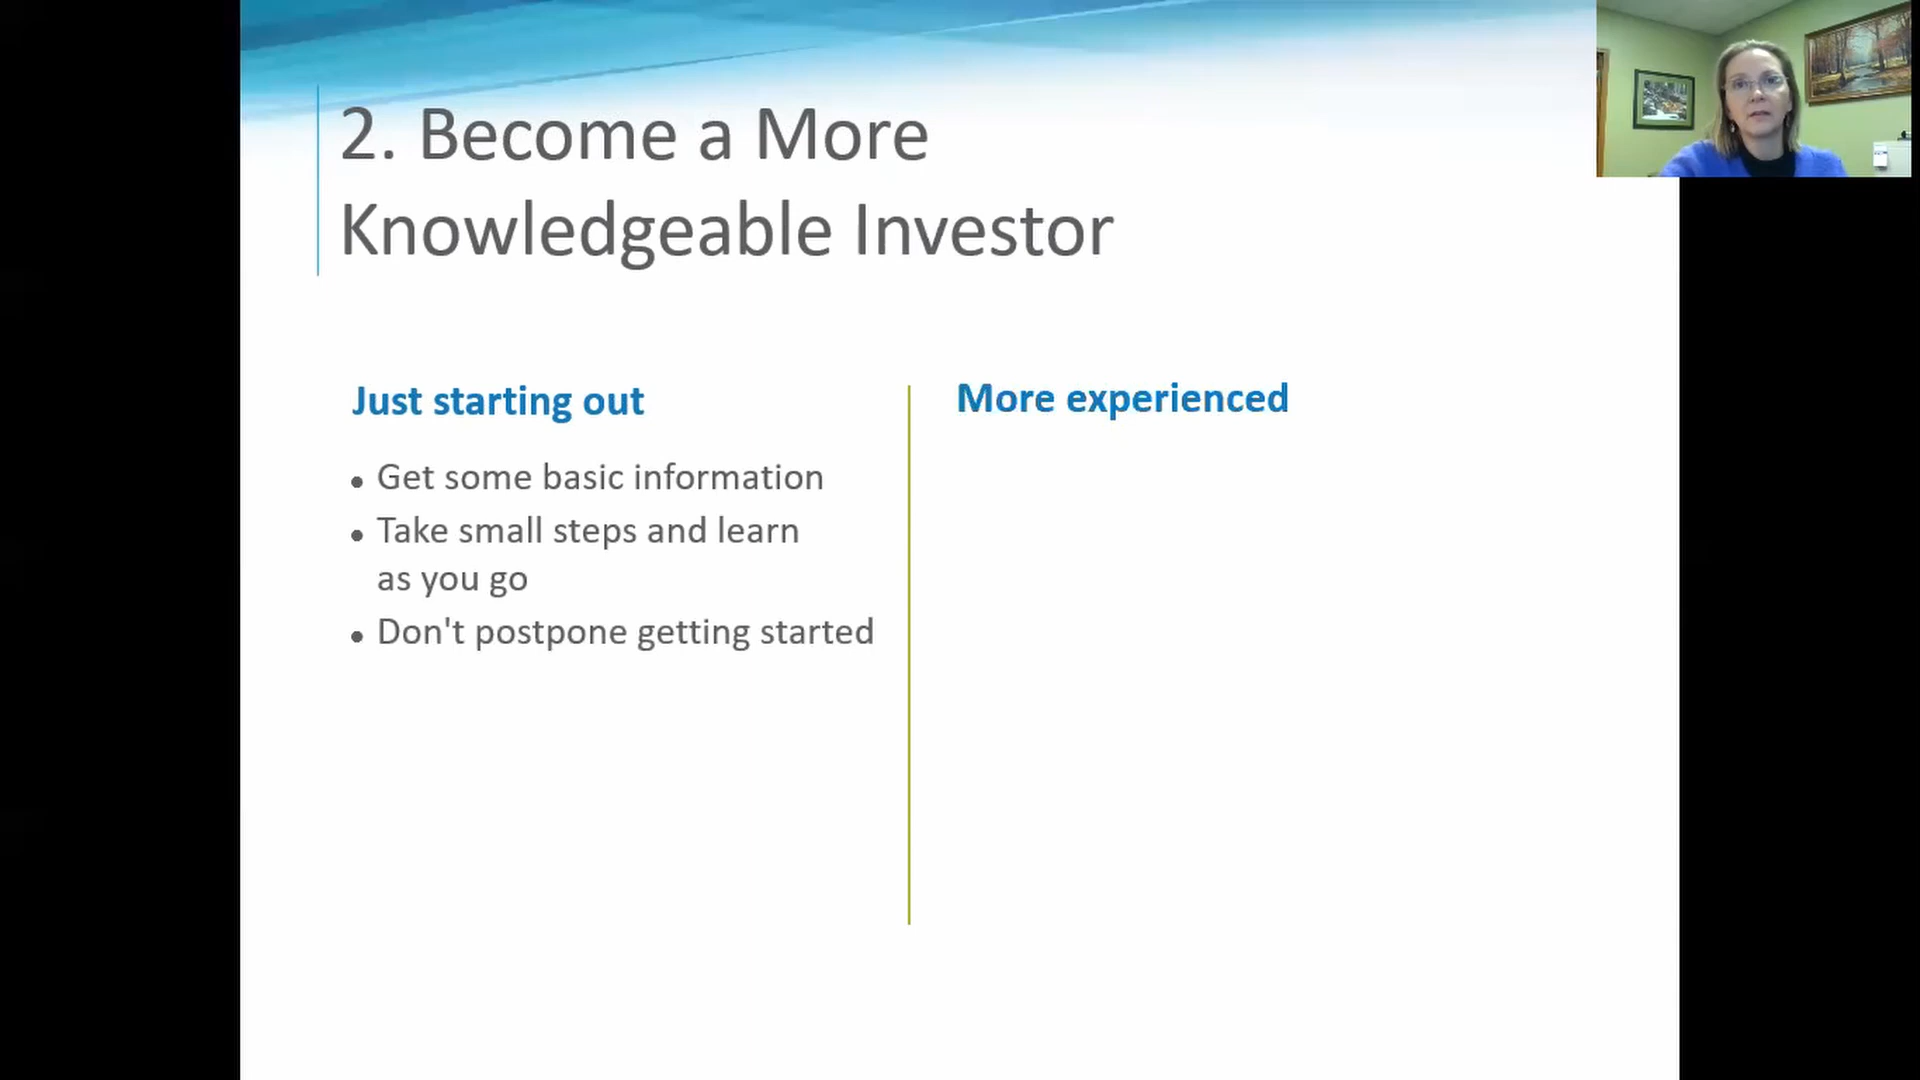 2. Become a More
Knowledgeable Investor
Just starting out
• Get some basic information
• Take small steps and learn
as you go
• Don't postpone getting started
More experienced